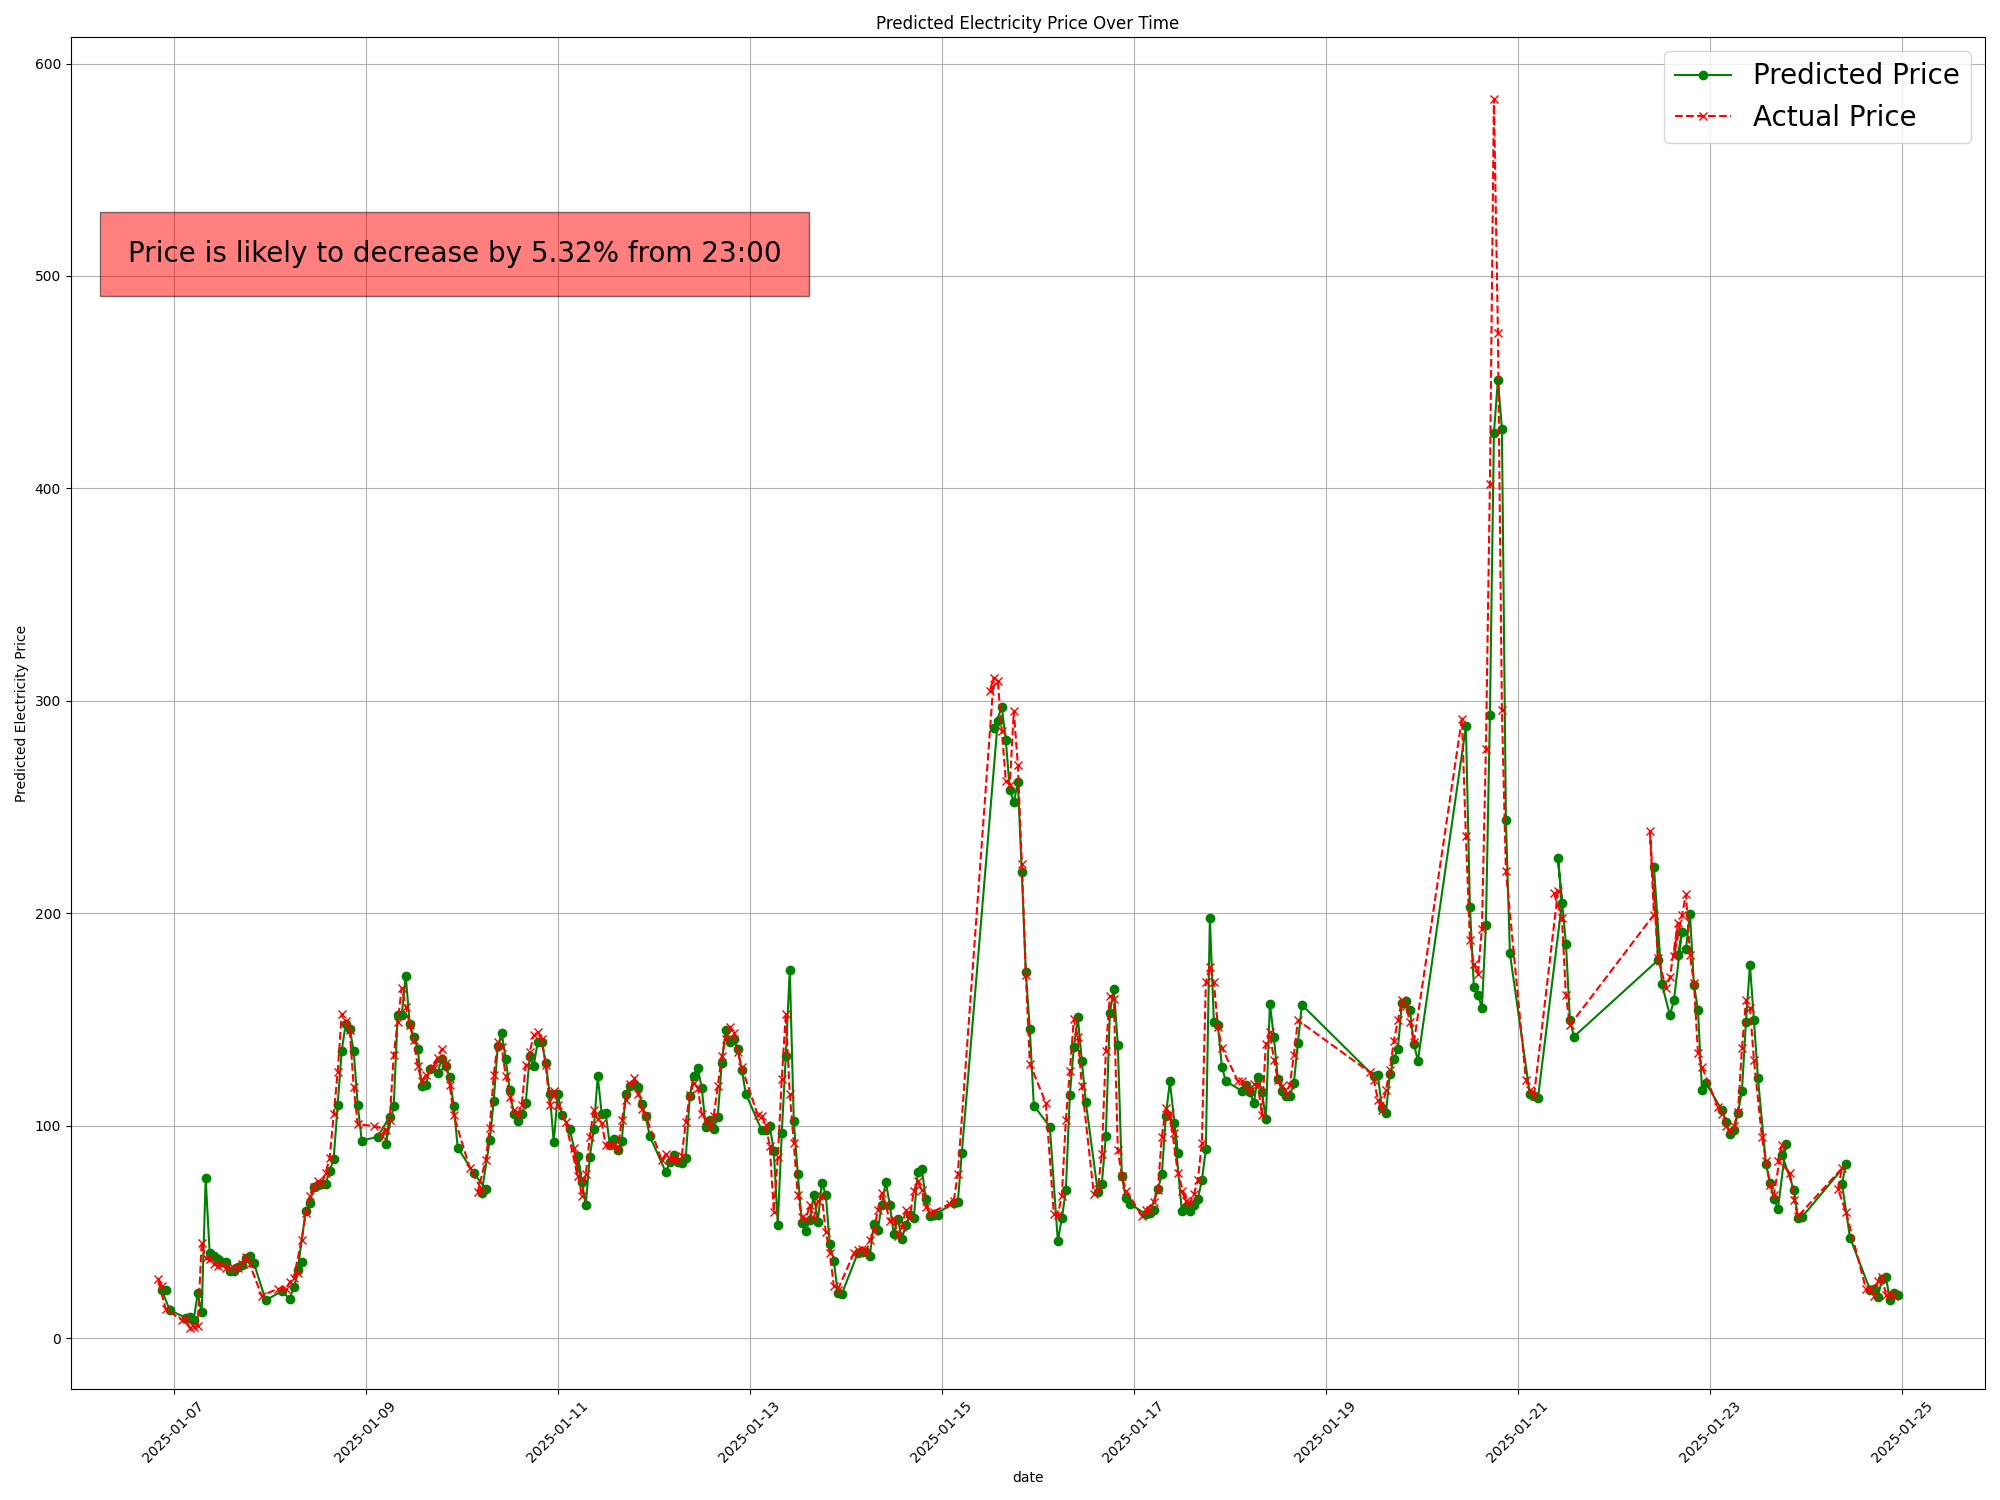 Predicted Electricity Price Over Time
Predicted Price
Actual Price
Price is likely to decrease by 5.32% from 23:00
Predicted Electricity Price
600
500
400
300
200
100
0
2025-01-07
2025-01-09
2025-01-11
2025-01-13
2025-01-15
2025-01-17
2025-01-19
2025-01-21
2025-01-23
2025-01-25
date